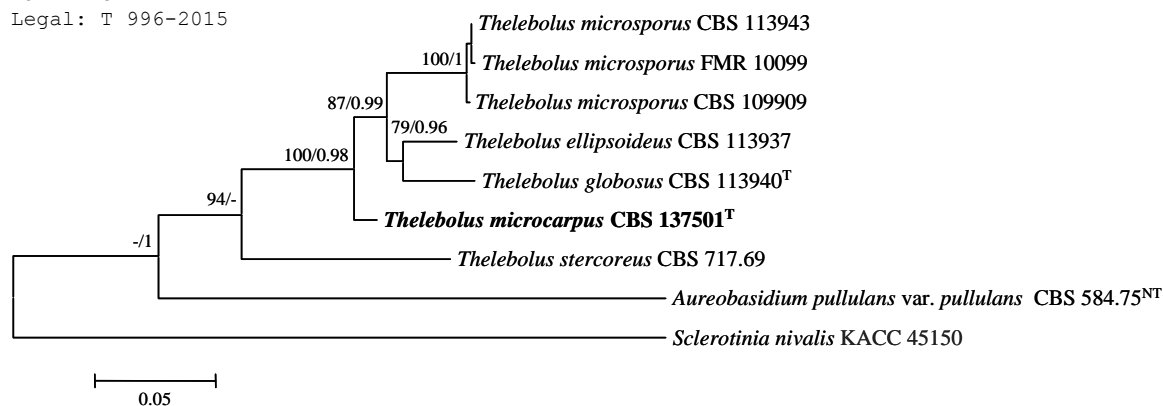 Legal: T 996-2015
Thelebolus microsporus CBS 113943
100/1
Thelebolus microsporus FMR 10099
87/0.99
Thelebolus microsporus CBS 109909
79/0.96
Thelebolus ellipsoideus CBS 113937
100/0.98
Thelebolus globosus CBS 113940T
94/-
Thelebolus microcarpus CBS 137501T
-/1
Thelebolus stercoreus CBS 717.69
Aureobasidium pullulans var. pullulans CBS 584.75NT
Sclerotinia nivalis KACC 45150
0.05